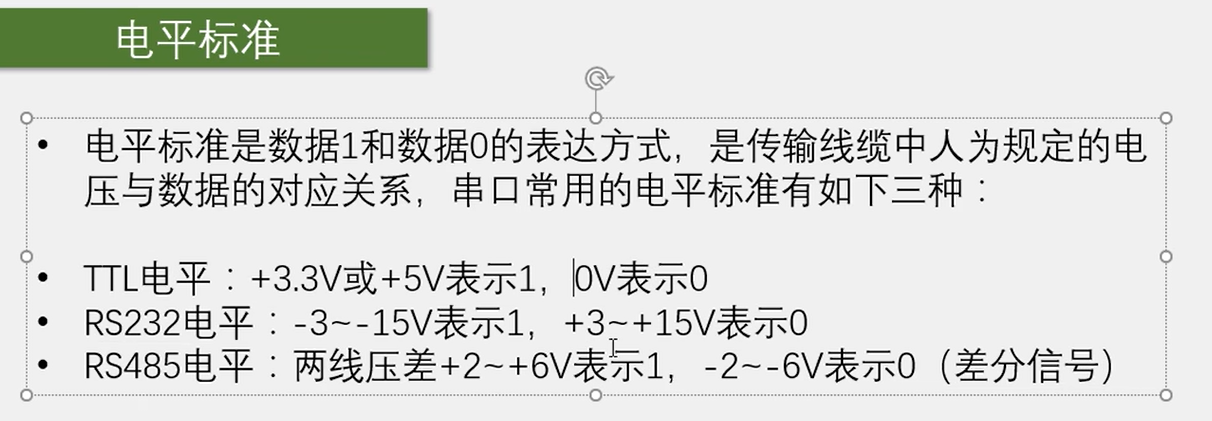 电平标准
• 电平标准是数据1和数据0的表达方式，是传输线缆中人为规定的电
压与数据的对应关系，串口常用的电平标准有如下三种：
• TTL电平：+3.3V或+5V表示1，0V表示0
• RS232电平：-3~-15V表示1，+3~+15V表示0
• RS485电平：两线压差+2~+6V表示1，-2~-6V表示0（差分信号）